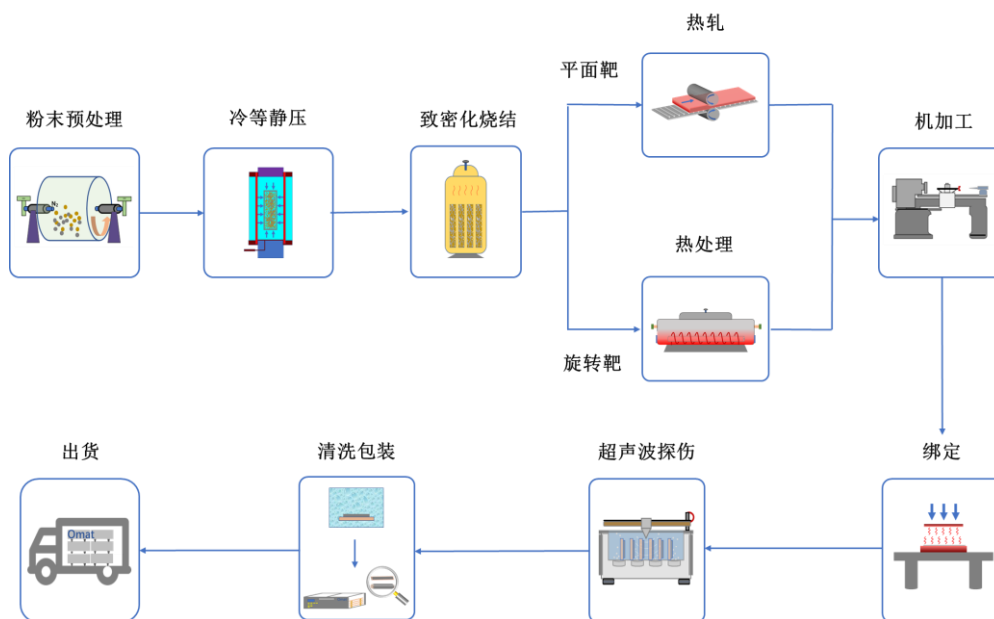 粉末预处理
N₂
冷等静压
致密化烧结
平面靶
热轧
旋转靶
热处理
机加工
绑定
超声波探伤
清洗包装
出货
Qmat